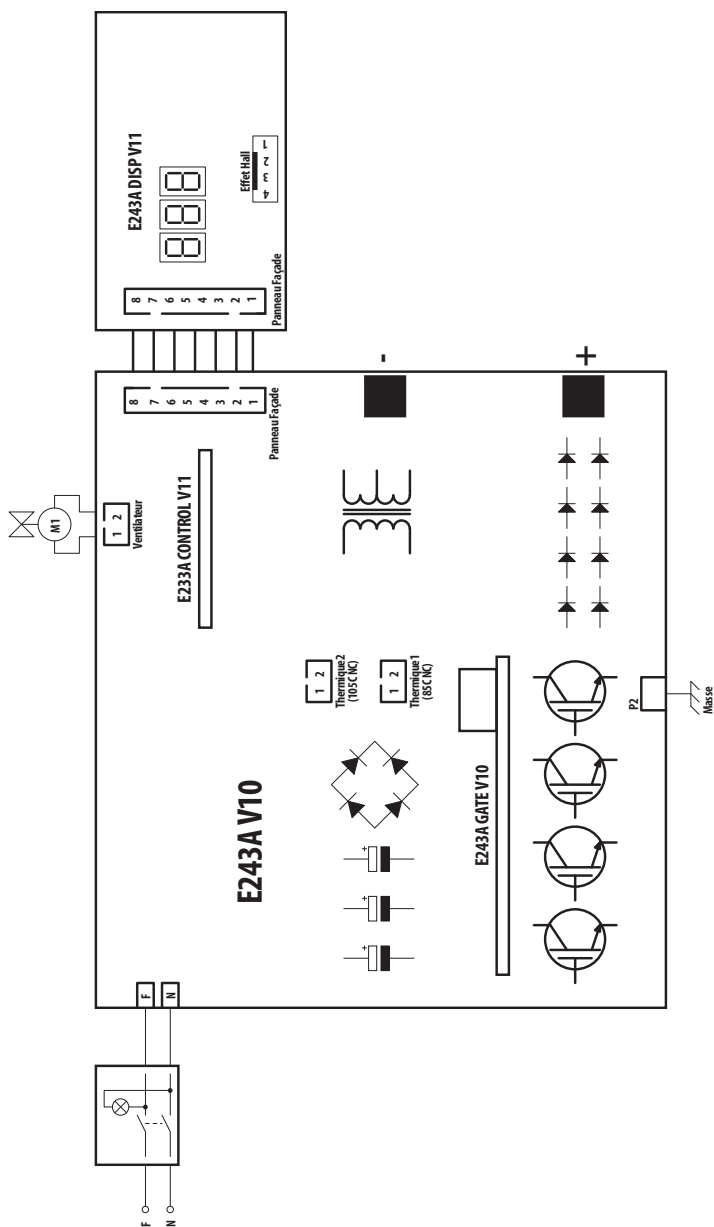 F
N
F
N
E243A V10
M1
1 2
Ventilateur
E233A CONTROL V11
8
7
6
5
4
3
2
1
Panneau Façade
8
7
6
5
4
3
2
1
Panneau Façade
E243A DISP V11
888
Effet Hall
4 3 2 1
1 2
Thermique2
(105C NC)
1 2
Thermique1
(85C NC)
E243A GATE V10
-
+
P2
Masse